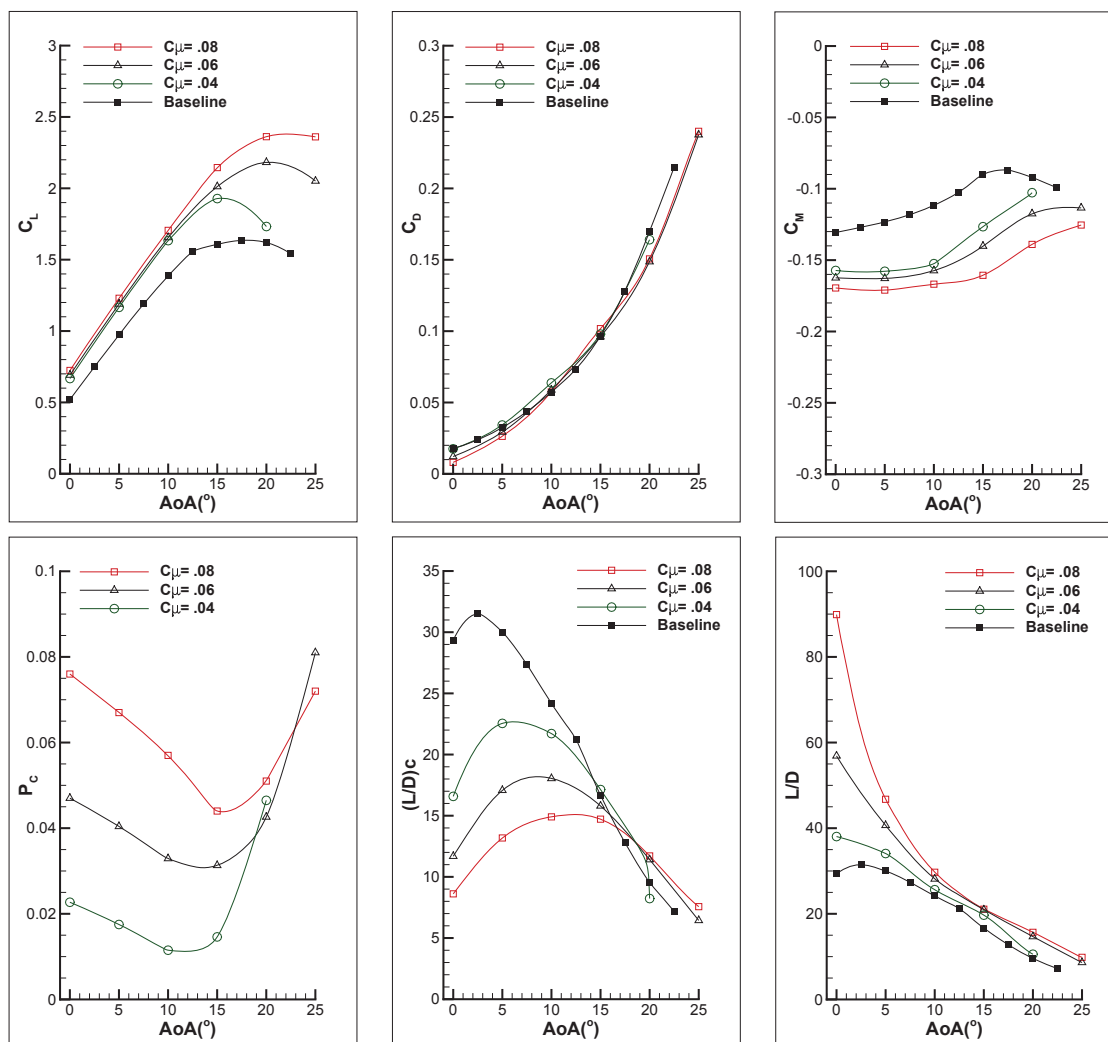 Cμ= .08
Cμ= .06
Cμ= .04
Baseline
3
2.5
2
1.5
1
0.5
0
C_L
0 5 10 15 20 25
AoA(°)
Cμ= .08
Cμ= .06
Cμ= .04
Baseline
0.25
0.2
0.15
0.1
0.05
0
C_D
0 5 10 15 20 25
AoA(°)
Cμ= .08
Cμ= .06
Cμ= .04
Baseline
0
-0.05
-0.1
-0.15
-0.2
-0.25
-0.3
C_M
0 5 10 15 20 25
AoA(°)
Cμ= .08
Cμ= .06
Cμ= .04
0.1
0.08
0.06
0.04
0.02
0
P_C
0 5 10 15 20 25
AoA(°)
Cμ= .08
Cμ= .06
Cμ= .04
Baseline
35
30
25
20
15
10
5
0
(L/D)c
0 5 10 15 20 25
AoA(°)
Cμ= .08
Cμ= .06
Cμ= .04
Baseline
100
80
60
40
20
0
L/D
0 5 10 15 20 25
AoA(°)